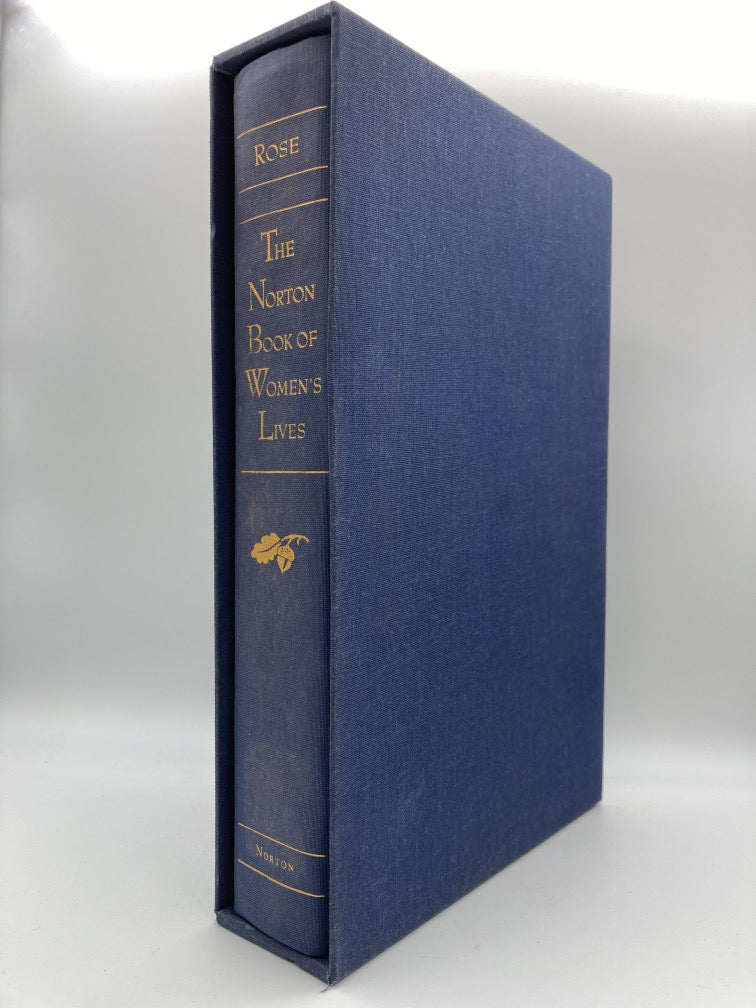 ROSE
THE
NORTON
BOOK OF
WOMEN'S
LIVES
NORTON